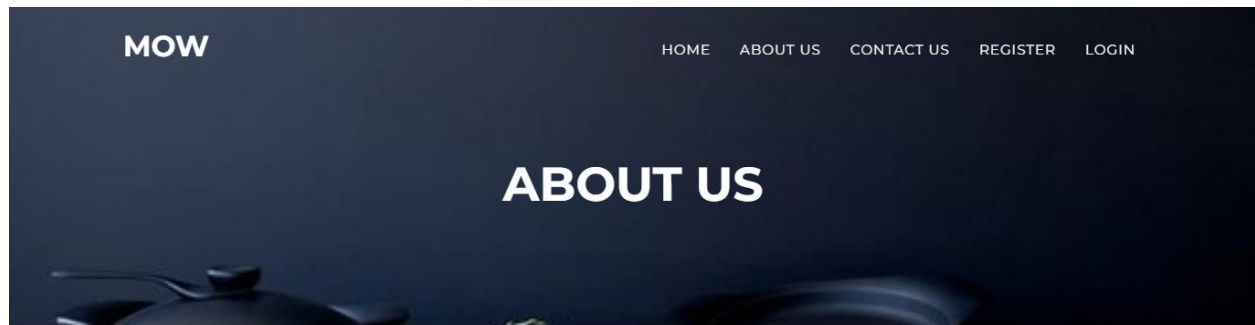 MOW
HOME ABOUT US CONTACT US REGISTER LOGIN
ABOUT US